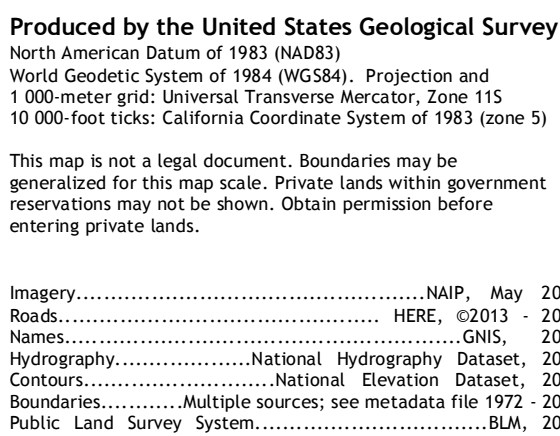 Produced by the United States Geological Survey
North American Datum of 1983 (NAD83)
World Geodetic System of 1984 (WGS84). Projection and
1 000-meter grid: Universal Transverse Mercator, Zone 11S
10 000-foot ticks: California Coordinate System of 1983 (zone 5)
This map is not a legal document. Boundaries may be
generalized for this map scale. Private lands within government
reservations may not be shown. Obtain permission before
entering private lands.
Imagery................................................NAIP, May 20
Roads............................................ HERE, ©2013 - 20
Names.......................................................GNIS, 20
Hydrography....................National Hydrography Dataset, 20
Contours............................National Elevation Dataset, 20
Boundaries............Multiple sources; see metadata file 1972 - 20
Public Land Survey System..................................BLM, 20